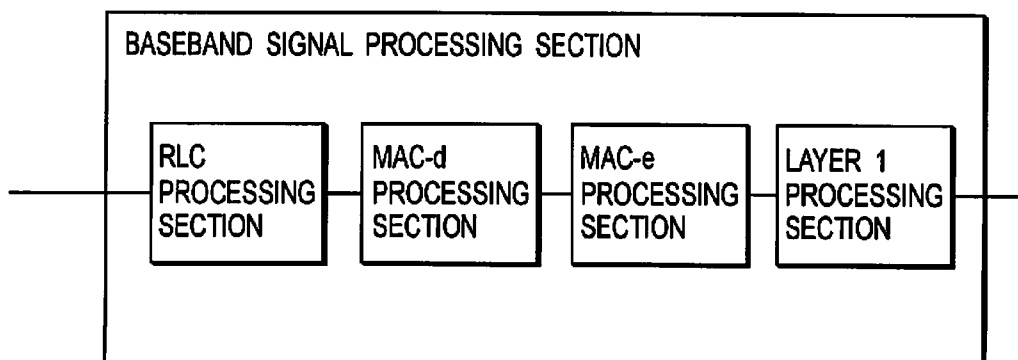 BASEBAND SIGNAL PROCESSING SECTION
RLC
PROCESSING
SECTION
MAC-d
PROCESSING
SECTION
MAC-e
PROCESSING
SECTION
LAYER 1
PROCESSING
SECTION